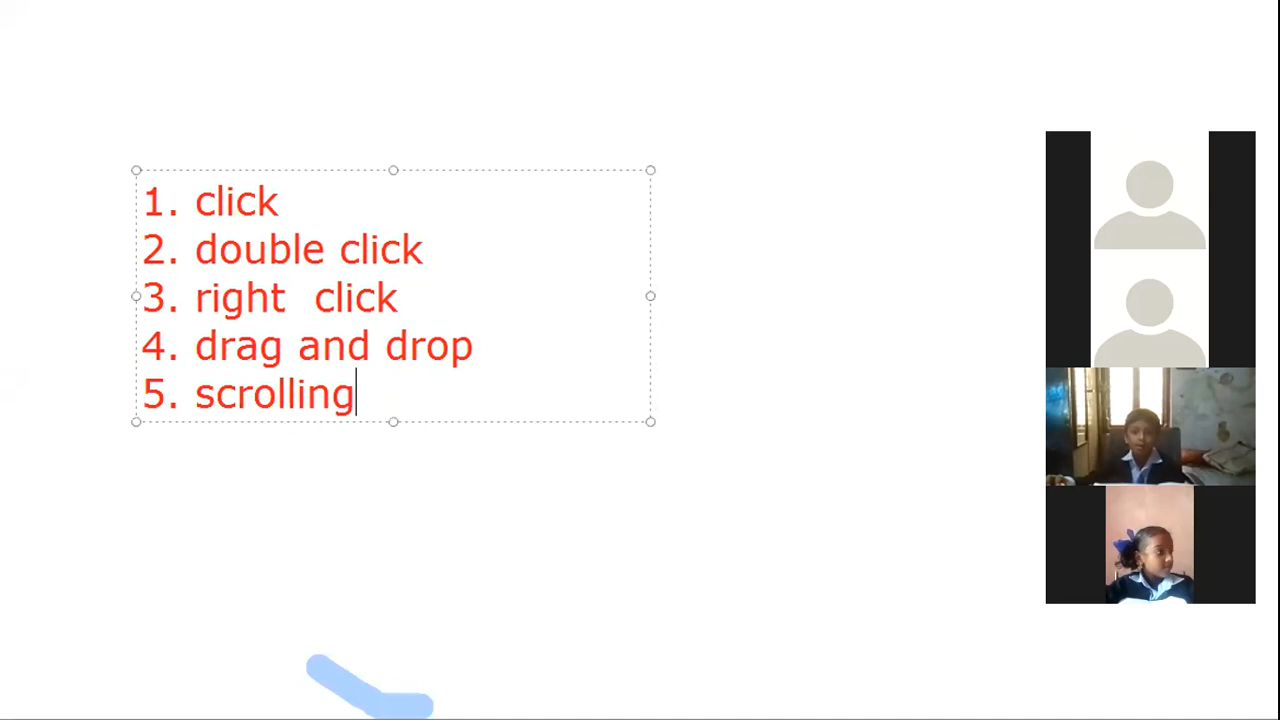 1. click
2. double click
3. right  click
4. drag and drop
5. scrolling